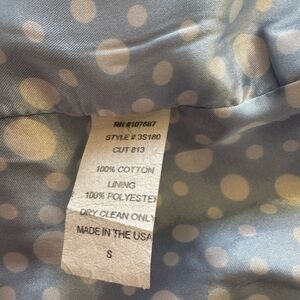 RN #107687
STYLE # 3S180
CUT 813
100% COTTON
LINING
100% POLYESTER
DRY CLEAN ONLY
MADE IN THE USA
S